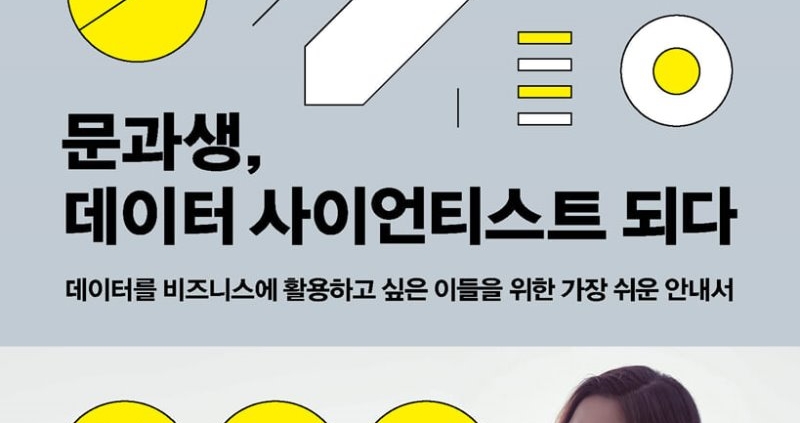 문과생,
데이터 사이언티스트 되다
데이터를 비즈니스에 활용하고 싶은 이들을 위한 가장 쉬운 안내서